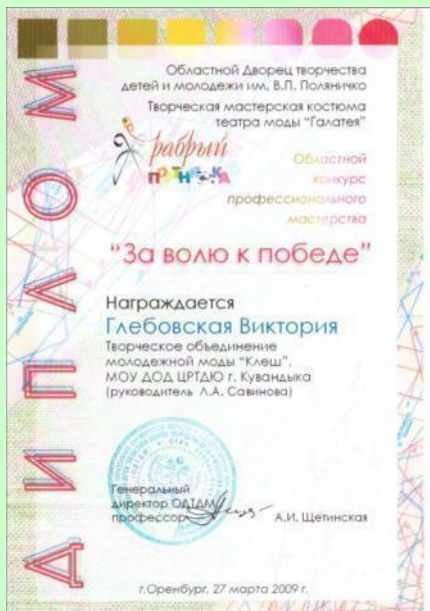 ДИПЛОМ
Областной Дворец творчества
детей и молодежи им. В.П. Поляничко
Творческая мастерская костюма
театра моды "Галатея"
Храбрый
портняжка
Областной
конкурс
профессионального
мастерства
"За волю к победе"
Награждается
Глебовская Виктория
Творческое объединение
молодежной моды "Клеш",
МОУ ДОД ЦРТДЮ г. Кувандыка
(руководитель Л.А. Савинова)
Генеральный
директор ОДТДМ,
профессор
А.И. Щетинская
г.Оренбург, 27 марта 2009 г.